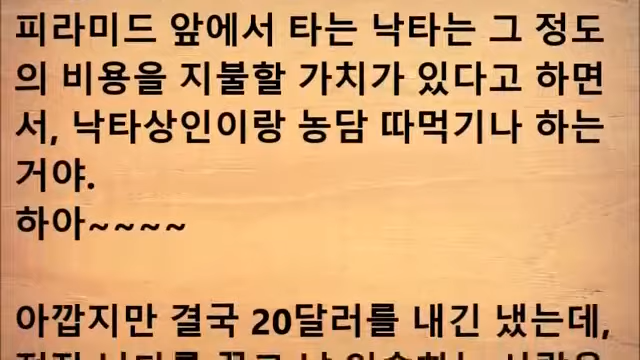 피라미드 앞에서 타는 낙타는 그 정도
의 비용을 지불할 가치가 있다고 하면
서, 낙타상인이랑 농담 따먹기나 하는
거야.
하아~~~~
아깝지만 결국 20달러를 내긴 냈는데,